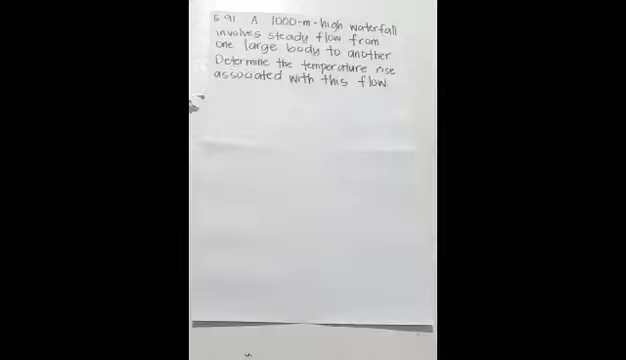 5.91 A 1000-m-high waterfall
involves steady flow from
one large body to another
Determine the temperature rise
associated with this flow.